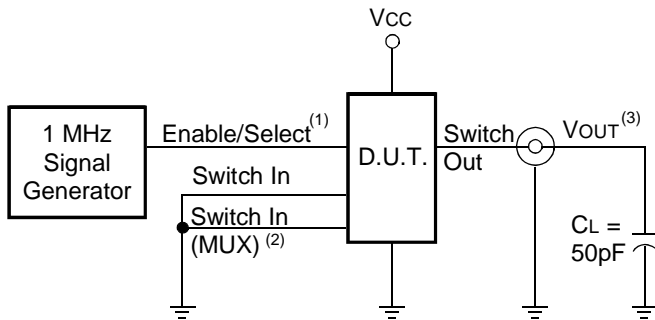 VCC
1 MHz
Signal
Generator
Enable/Select(1)
D.U.T.
Switch
Out
VOUT(3)
Switch In
Switch In
(MUX)(2)
CL =
50pF